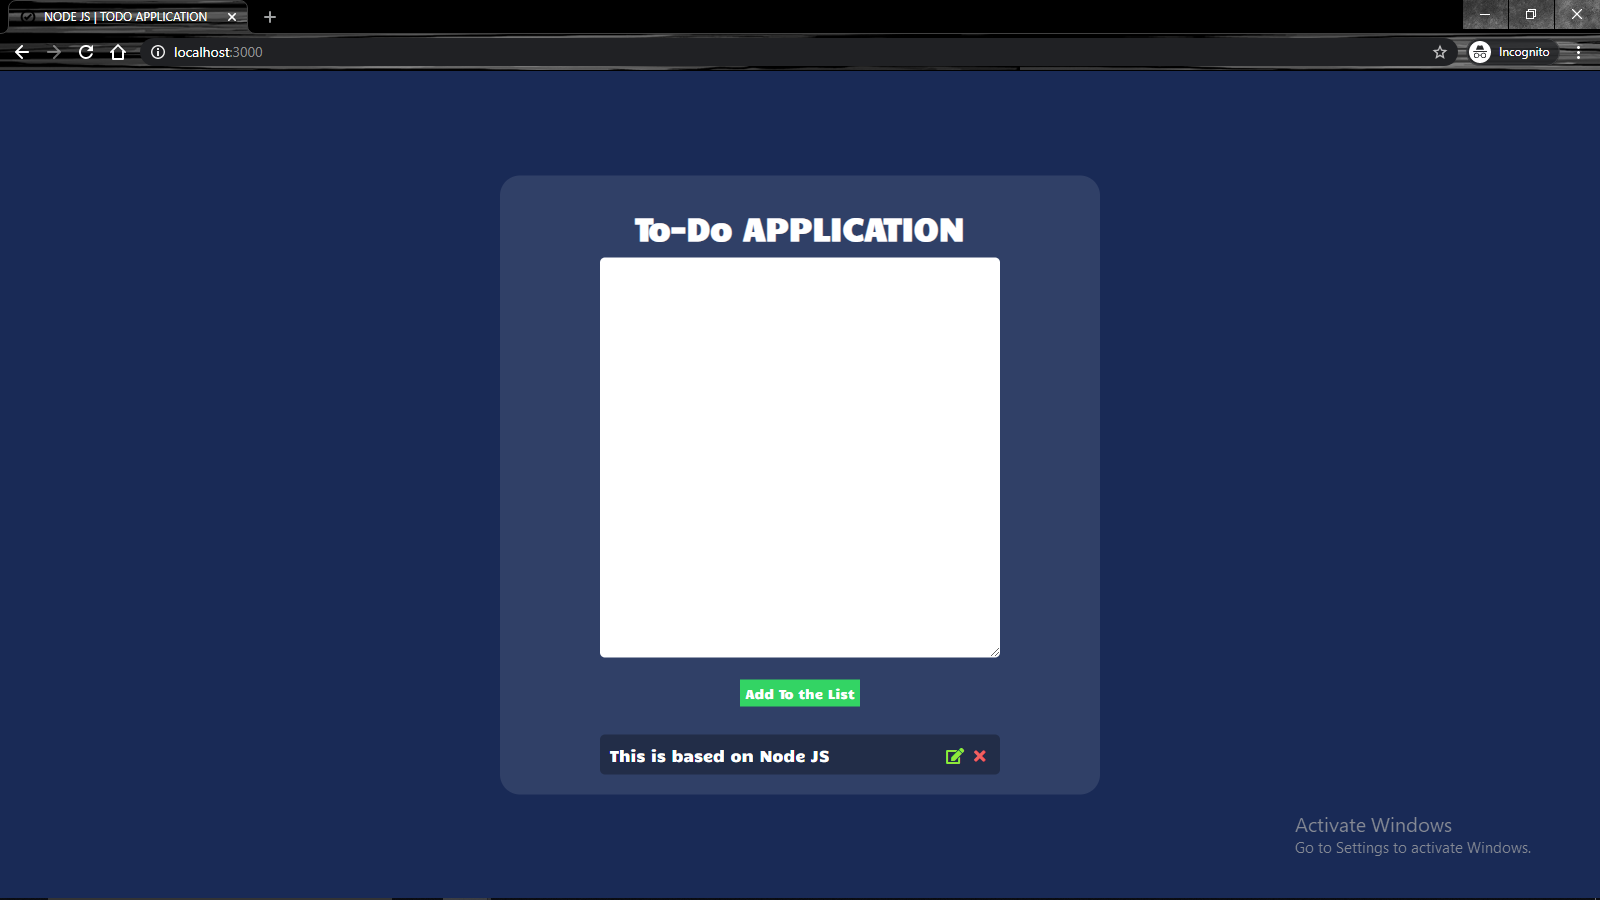 NODE JS | TODO APPLICATION
localhost:3000
Incognito
To-Do APPLICATION
Add To the List
This is based on Node JS
Activate Windows
Go to Settings to activate Windows.